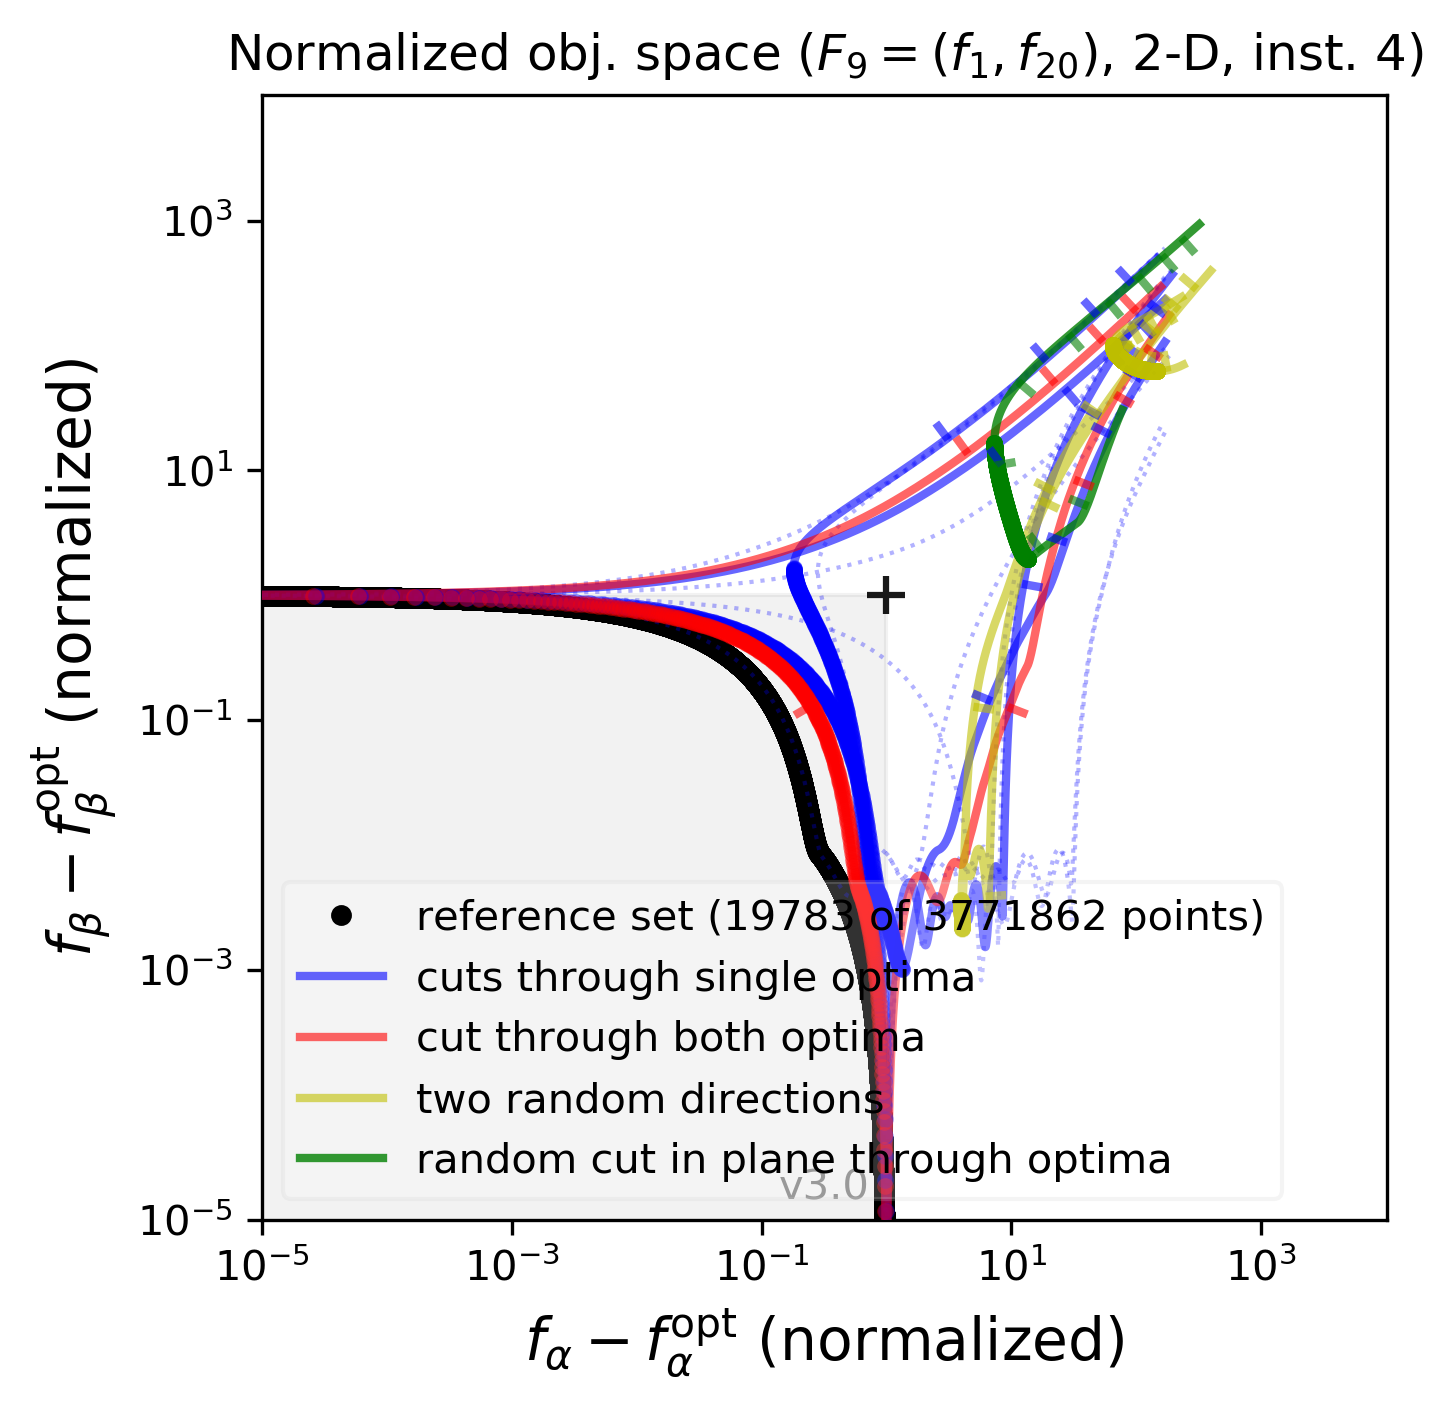 Normalized obj. space (F₉ = (f₁, f₂₀), 2-D, inst. 4)
10³
10¹
10⁻¹
10⁻³
10⁻⁵
f_β − f_β^opt (normalized)
reference set (19783 of 3771862 points)
cuts through single optima
cut through both optima
two random directions
random cut in plane through optima
v3.0
10⁻⁵ 10⁻³ 10⁻¹ 10¹ 10³
f_α − f_α^opt (normalized)